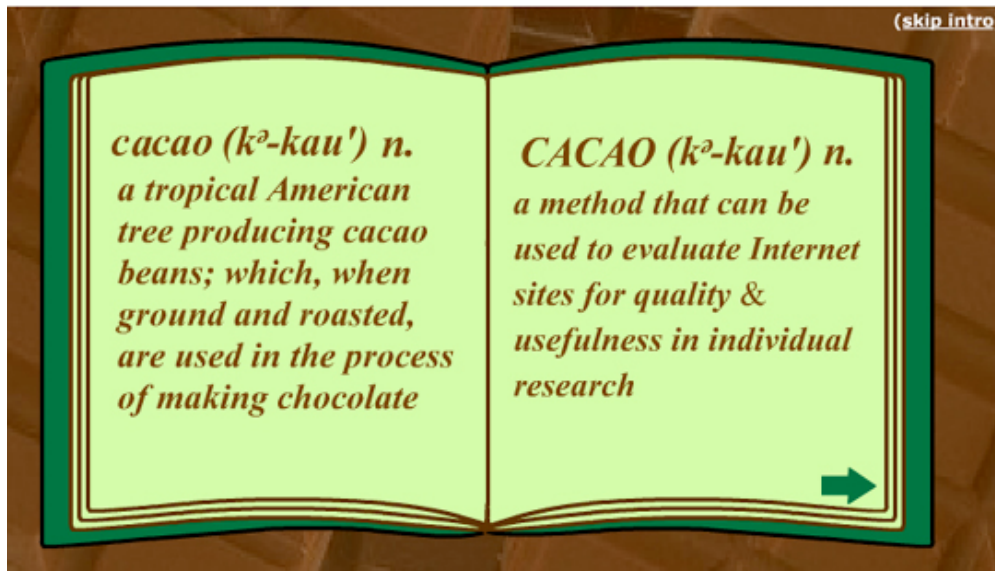 (skip intro
cacao (kᵊ-kau') n.
a tropical American
tree producing cacao
beans; which, when
ground and roasted,
are used in the process
of making chocolate
CACAO (kᵊ-kau') n.
a method that can be
used to evaluate Internet
sites for quality &
usefulness in individual
research